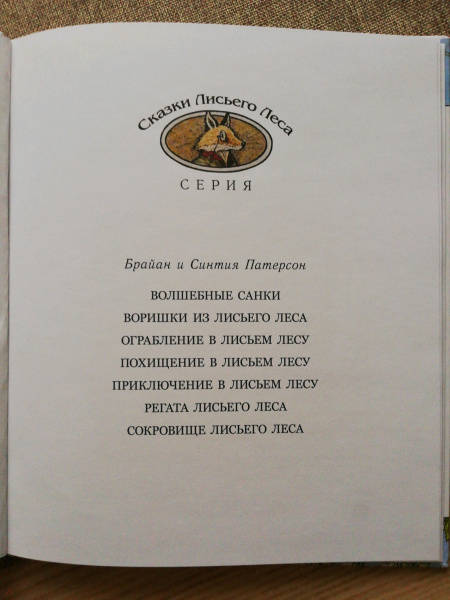 Сказки Лисьего Леса
СЕРИЯ
Брайан и Синтия Патерсон
ВОЛШЕБНЫЕ САНКИ
ВОРИШКИ ИЗ ЛИСЬЕГО ЛЕСА
ОГРАБЛЕНИЕ В ЛИСЬЕМ ЛЕСУ
ПОХИЩЕНИЕ В ЛИСЬЕМ ЛЕСУ
ПРИКЛЮЧЕНИЕ В ЛИСЬЕМ ЛЕСУ
РЕГАТА ЛИСЬЕГО ЛЕСА
СОКРОВИЩЕ ЛИСЬЕГО ЛЕСА